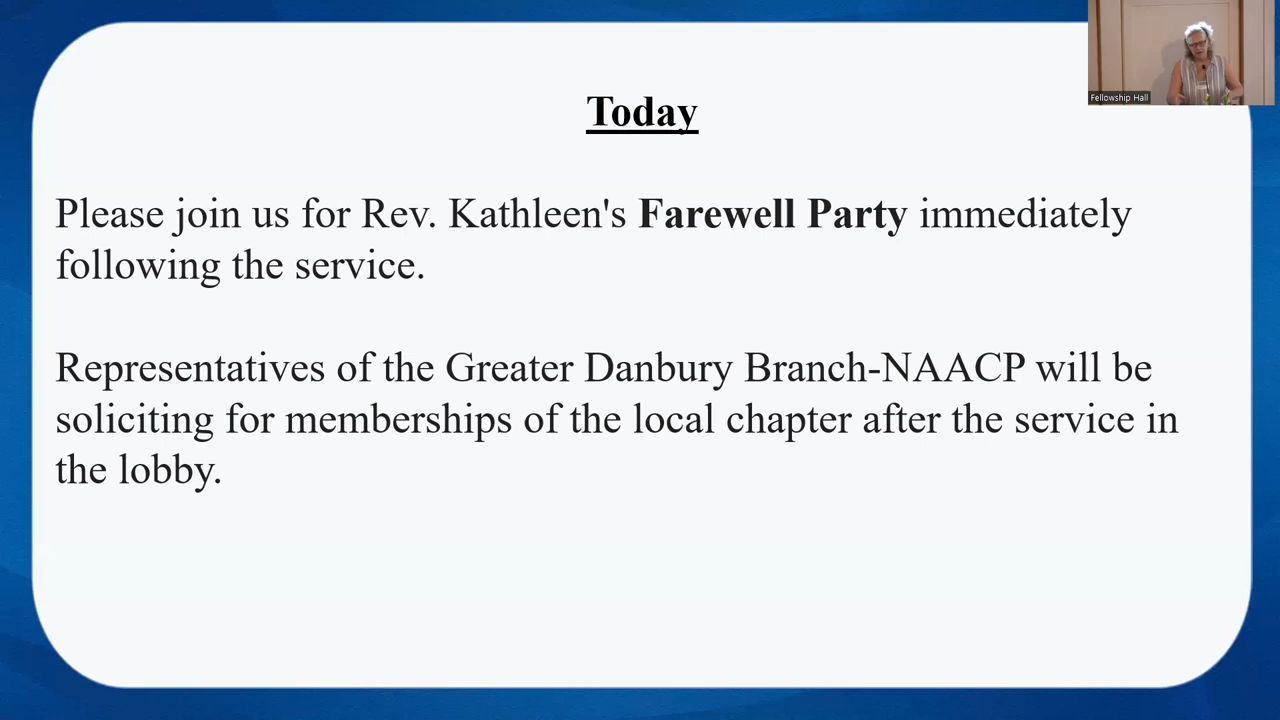 Fellowship Hall
Today
Please join us for Rev. Kathleen's Farewell Party immediately
following the service.
Representatives of the Greater Danbury Branch-NAACP will be
soliciting for memberships of the local chapter after the service in
the lobby.